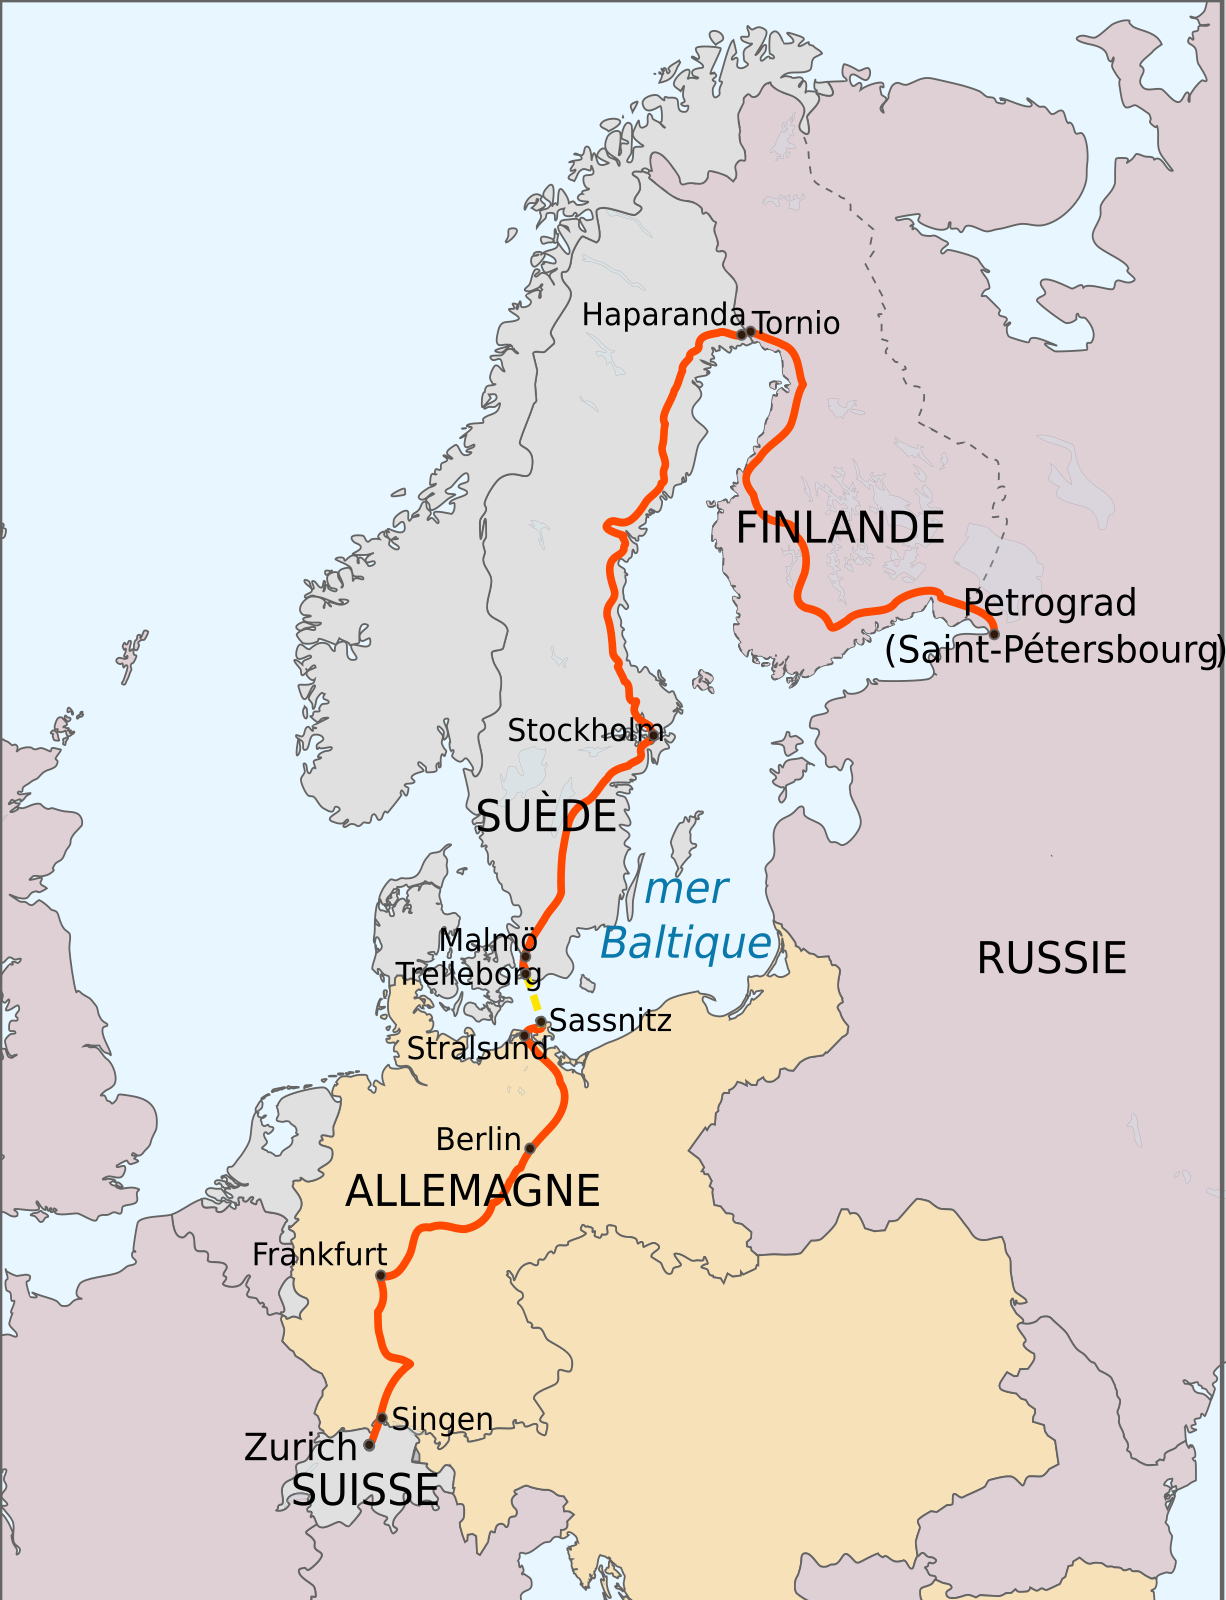 Haparanda
Tornio
FINLANDE
Petrograd
(Saint-Pétersbourg)
Stockholm
SUÈDE
mer
Baltique
Malmö
RUSSIE
Trelleborg
Sassnitz
Stralsund
Berlin
ALLEMAGNE
Frankfurt
Singen
Zurich
SUISSE